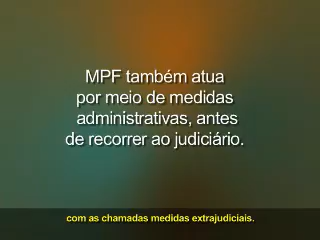 MPF também atua
por meio de medidas
administrativas, antes
de recorrer ao judiciário.
com as chamadas medidas extrajudiciais.